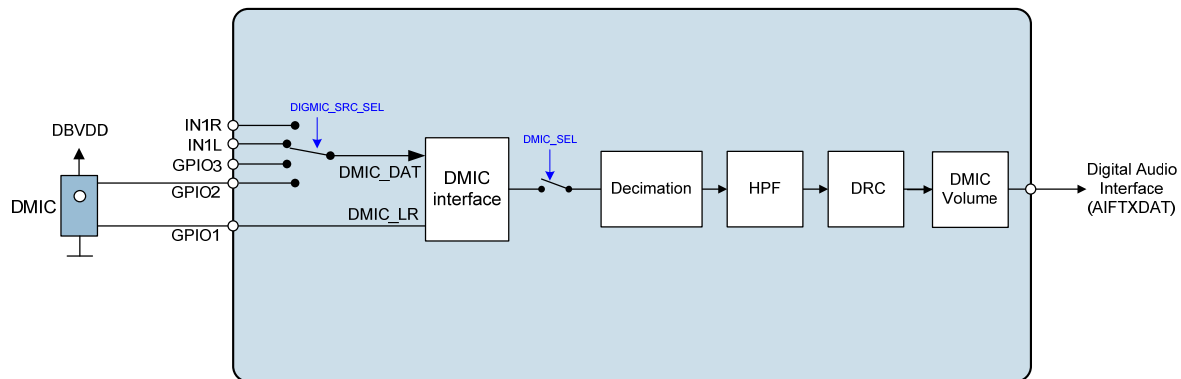 DBVDD
DMIC
IN1R
IN1L
GPIO3
GPIO2
GPIO1
DIGMIC_SRC_SEL
DMIC_DAT
DMIC_LR
DMIC
interface
DMIC_SEL
Decimation
HPF
DRC
DMIC
Volume
Digital Audio
Interface
(AIFTXDAT)